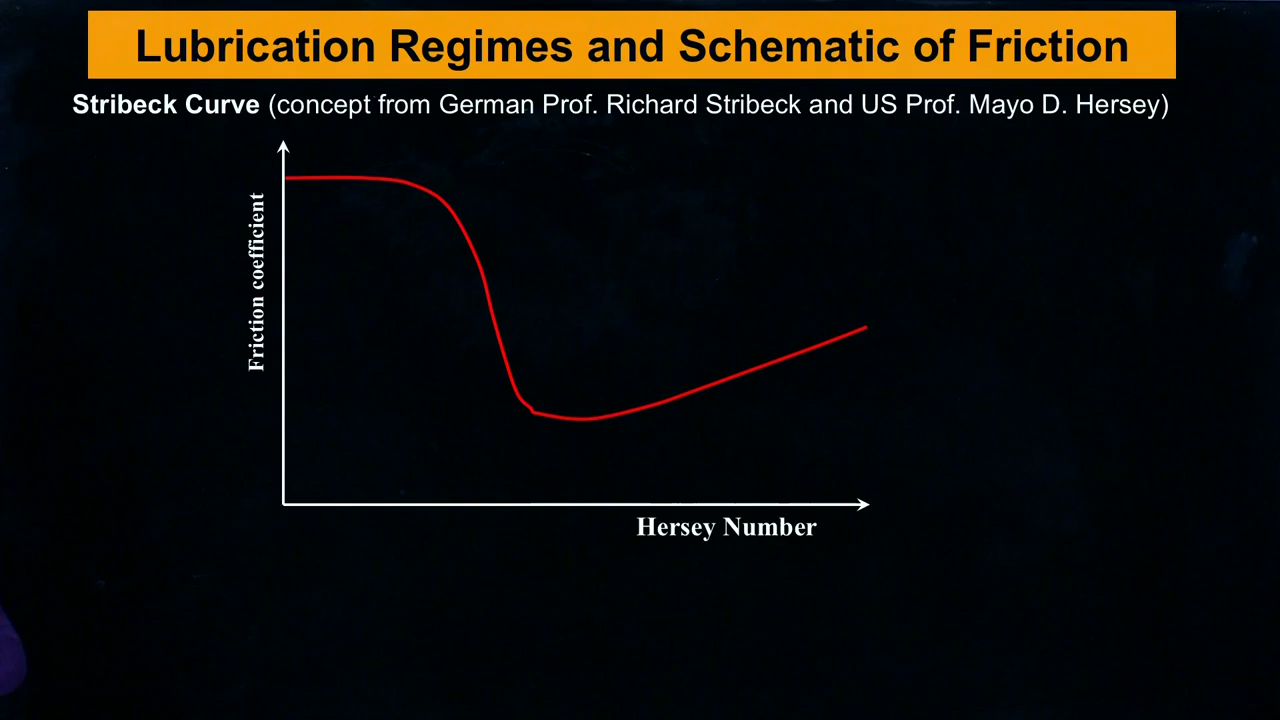 Lubrication Regimes and Schematic of Friction
Stribeck Curve (concept from German Prof. Richard Stribeck and US Prof. Mayo D. Hersey)
Friction coefficient
Hersey Number